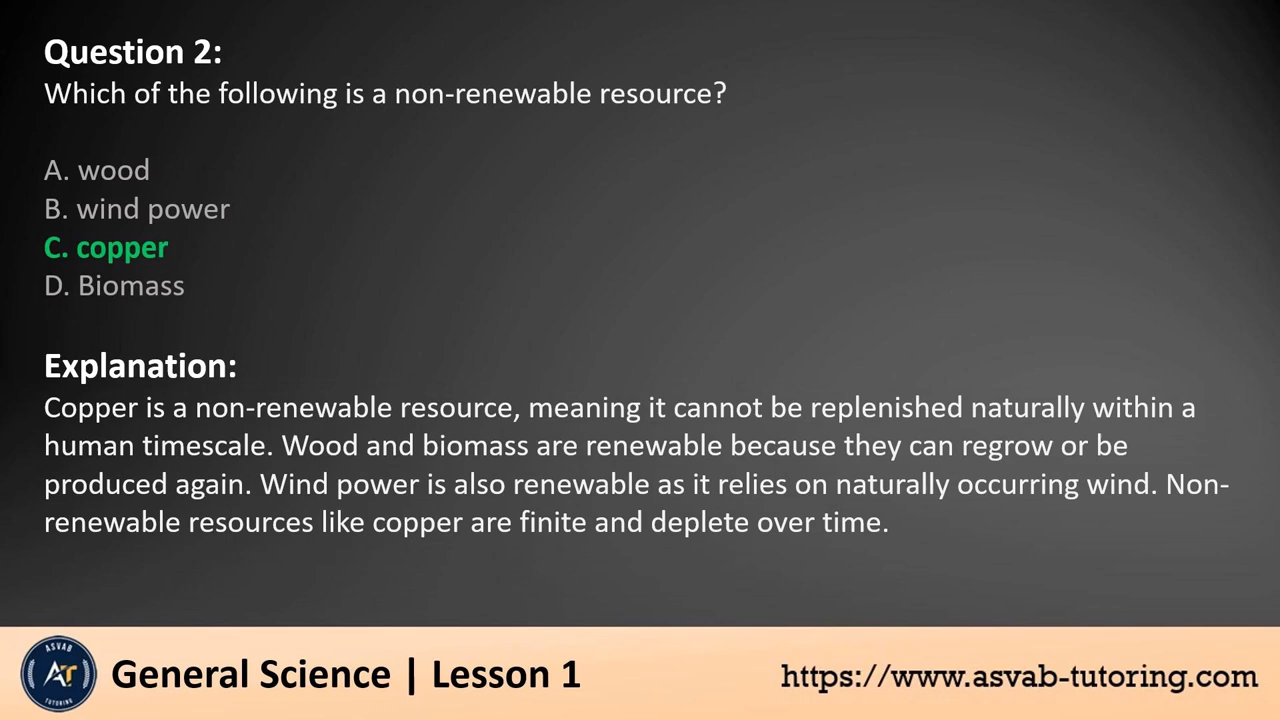 Question 2:
Which of the following is a non-renewable resource?
A. wood
B. wind power
C. copper
D. Biomass
Explanation:
Copper is a non-renewable resource, meaning it cannot be replenished naturally within a
human timescale. Wood and biomass are renewable because they can regrow or be
produced again. Wind power is also renewable as it relies on naturally occurring wind. Non-
renewable resources like copper are finite and deplete over time.
ASVAB
AT
TUTORING
General Science | Lesson 1
https://www.asvab-tutoring.com